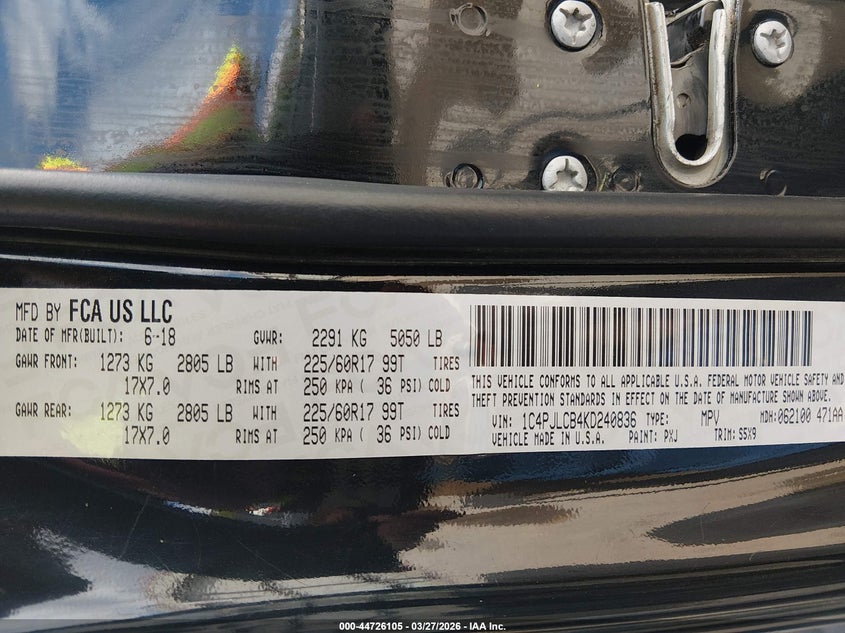 MFD BY FCA US LLC
DATE OF MFR(BUILT): 6-18 GVWR: 2291 KG 5050 LB
GAWR FRONT: 1273 KG 2805 LB WITH 225/60R17 99T TIRES
17X7.0 RIMS AT 250 KPA ( 36 PSI) COLD
GAWR REAR: 1273 KG 2805 LB WITH 225/60R17 99T TIRES
17X7.0 RIMS AT 250 KPA ( 36 PSI) COLD
THIS VEHICLE CONFORMS TO ALL APPLICABLE U.S.A. FEDERAL MOTOR VEHICLE SAFETY AND
THEFT PREVENTION STANDARDS IN EFFECT ON THE DATE OF MANUFACTURE SHOWN ABOVE.
VIN: 1C4PJLCB4KD240836 TYPE: MPV MDH:062100 471AA
VEHICLE MADE IN U.S.A. PAINT: PXJ TRIM: S5X9
000-44726105 - 03/27/2026 - IAA Inc.